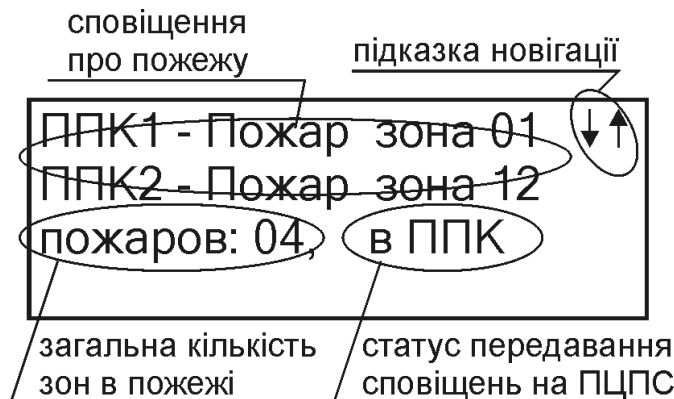 сповіщення
про пожежу
підказка новігації
ППК1 - Пожар зона 01 ↓↑
ППК2 - Пожар зона 12
пожаров: 04, в ППК
загальна кількість
зон в пожежі
статус передавання
сповіщень на ПЦПС